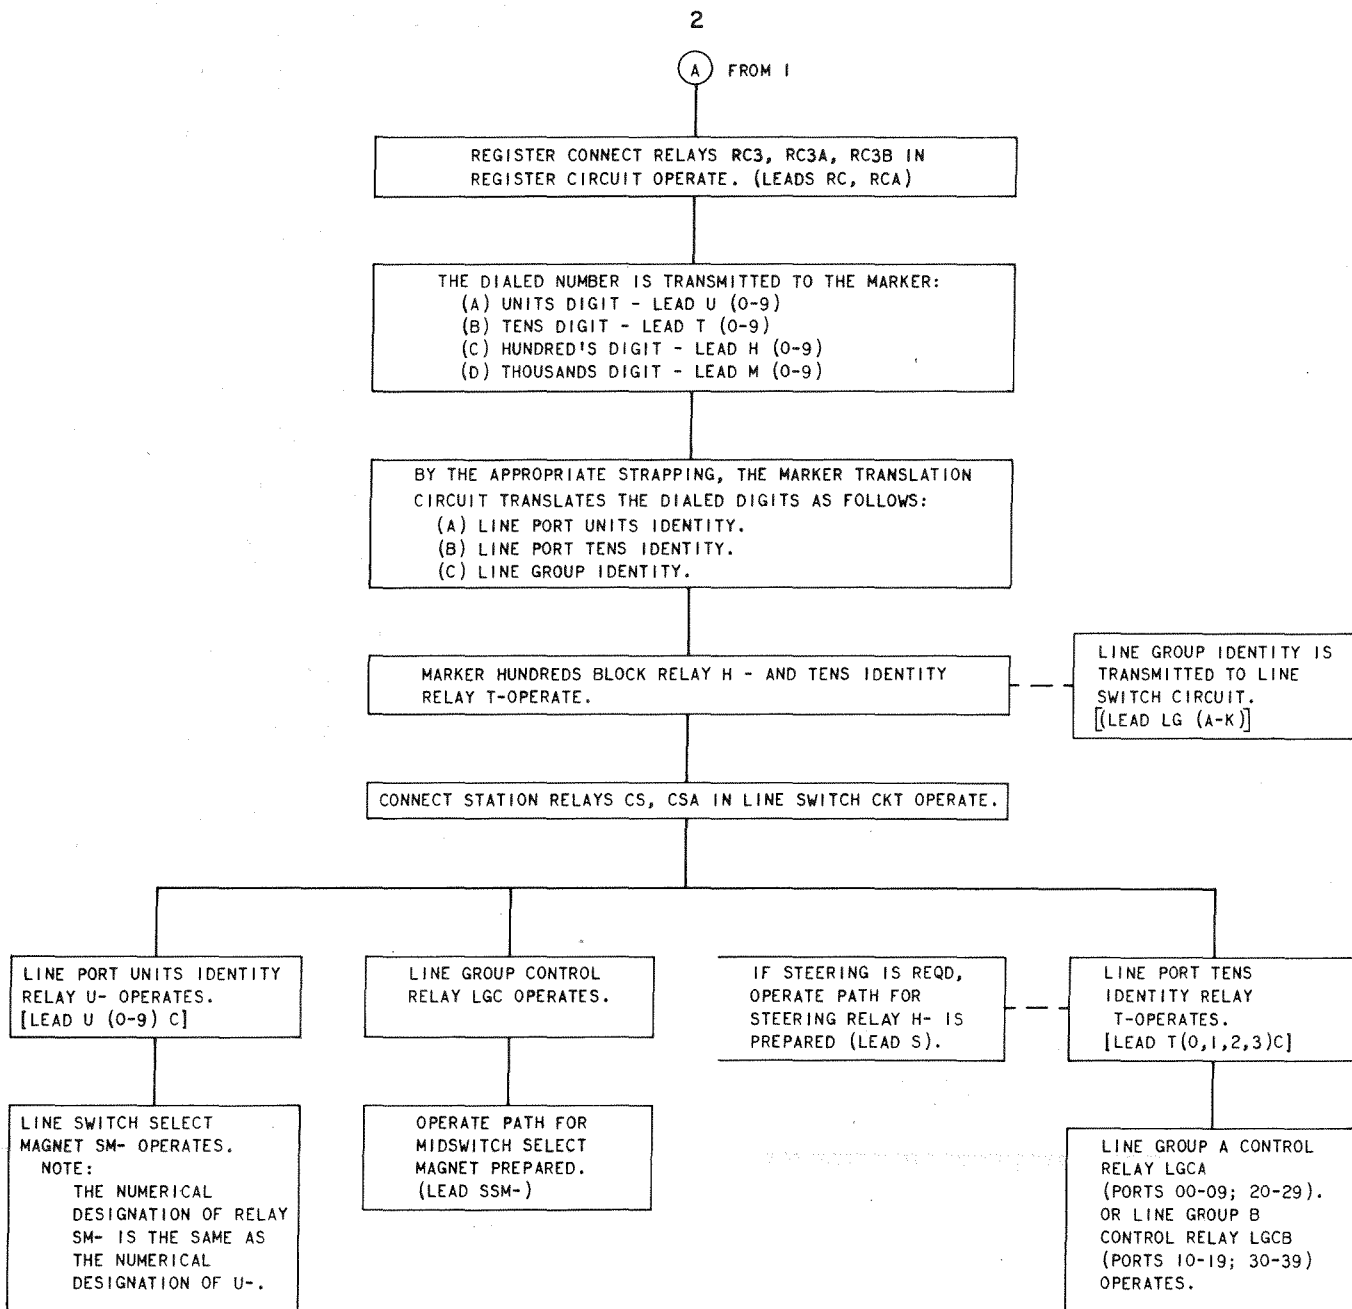 2
A FROM 1
REGISTER CONNECT RELAYS RC3, RC3A, RC3B IN
REGISTER CIRCUIT OPERATE. (LEADS RC, RCA)
THE DIALED NUMBER IS TRANSMITTED TO THE MARKER:
(A) UNITS DIGIT - LEAD U (0-9)
(B) TENS DIGIT - LEAD T (0-9)
(C) HUNDRED'S DIGIT - LEAD H (0-9)
(D) THOUSANDS DIGIT - LEAD M (0-9)
BY THE APPROPRIATE STRAPPING, THE MARKER TRANSLATION
CIRCUIT TRANSLATES THE DIALED DIGITS AS FOLLOWS:
(A) LINE PORT UNITS IDENTITY.
(B) LINE PORT TENS IDENTITY.
(C) LINE GROUP IDENTITY.
MARKER HUNDREDS BLOCK RELAY H - AND TENS IDENTITY
RELAY T-OPERATE.
LINE GROUP IDENTITY IS
TRANSMITTED TO LINE
SWITCH CIRCUIT.
[(LEAD LG (A-K)]
CONNECT STATION RELAYS CS, CSA IN LINE SWITCH CKT OPERATE.
LINE PORT UNITS IDENTITY
RELAY U- OPERATES.
[LEAD U (0-9) C]
LINE GROUP CONTROL
RELAY LGC OPERATES.
IF STEERING IS REQD,
OPERATE PATH FOR
STEERING RELAY H- IS
PREPARED (LEAD S).
LINE PORT TENS
IDENTITY RELAY
T-OPERATES.
[LEAD T(0,1,2,3)C]
LINE SWITCH SELECT
MAGNET SM- OPERATES.
NOTE:
THE NUMERICAL
DESIGNATION OF RELAY
SM- IS THE SAME AS
THE NUMERICAL
DESIGNATION OF U-.
OPERATE PATH FOR
MIDSWITCH SELECT
MAGNET PREPARED.
(LEAD SSM-)
LINE GROUP A CONTROL
RELAY LGCA
(PORTS 00-09; 20-29).
OR LINE GROUP B
CONTROL RELAY LGCB
(PORTS 10-19; 30-39)
OPERATES.